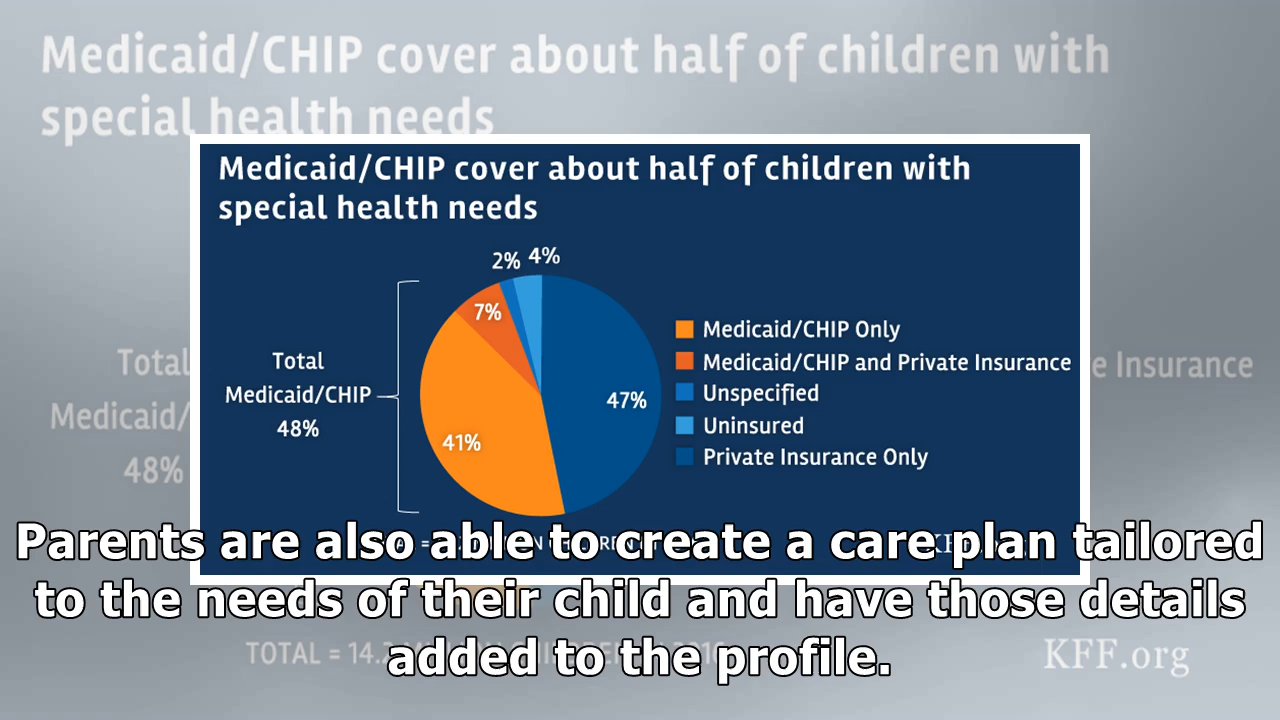 Medicaid/CHIP cover about half of children with
special health needs
Medicaid/CHIP cover about half of children with
special health needs
2% 4%
7%
47%
41%
Total
Medicaid/CHIP
48%
Medicaid/CHIP Only
Medicaid/CHIP and Private Insurance
Unspecified
Uninsured
Private Insurance Only
Total
Medicaid/
48%
Insurance
Parents are also able to create a care plan tailored
to the needs of their child and have those details
added to the profile.
TOTAL = 14.2
KFF.org